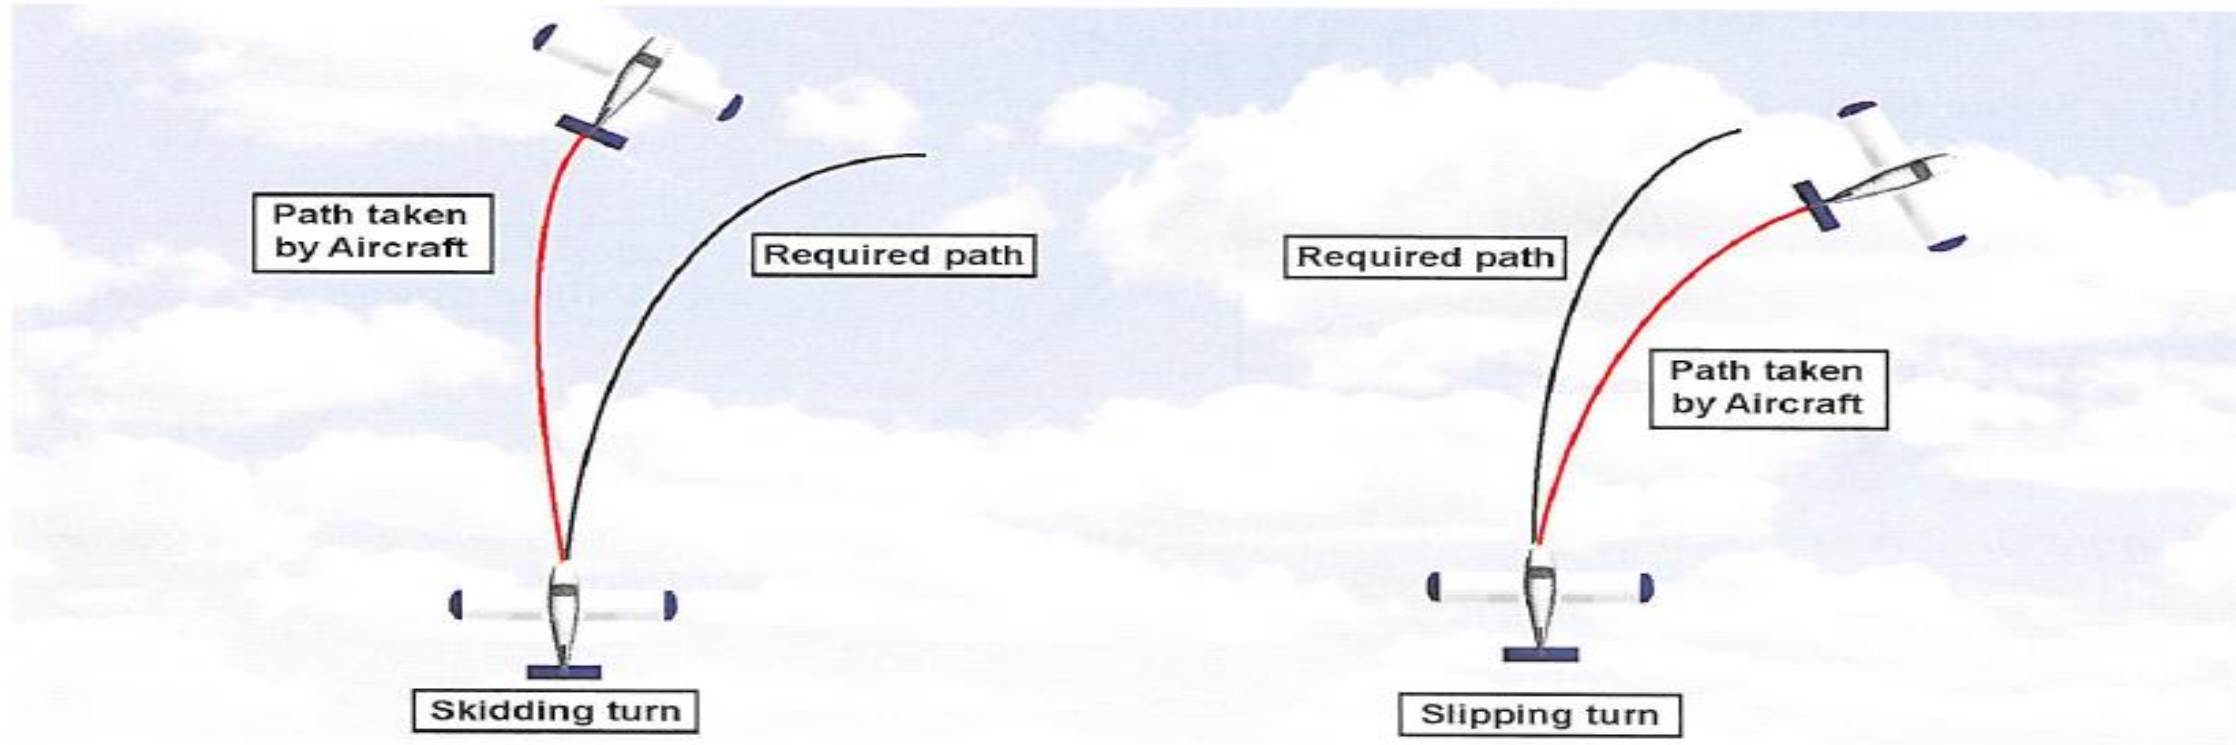 Path taken
by Aircraft
Required path
Skidding turn
Required path
Path taken
by Aircraft
Slipping turn